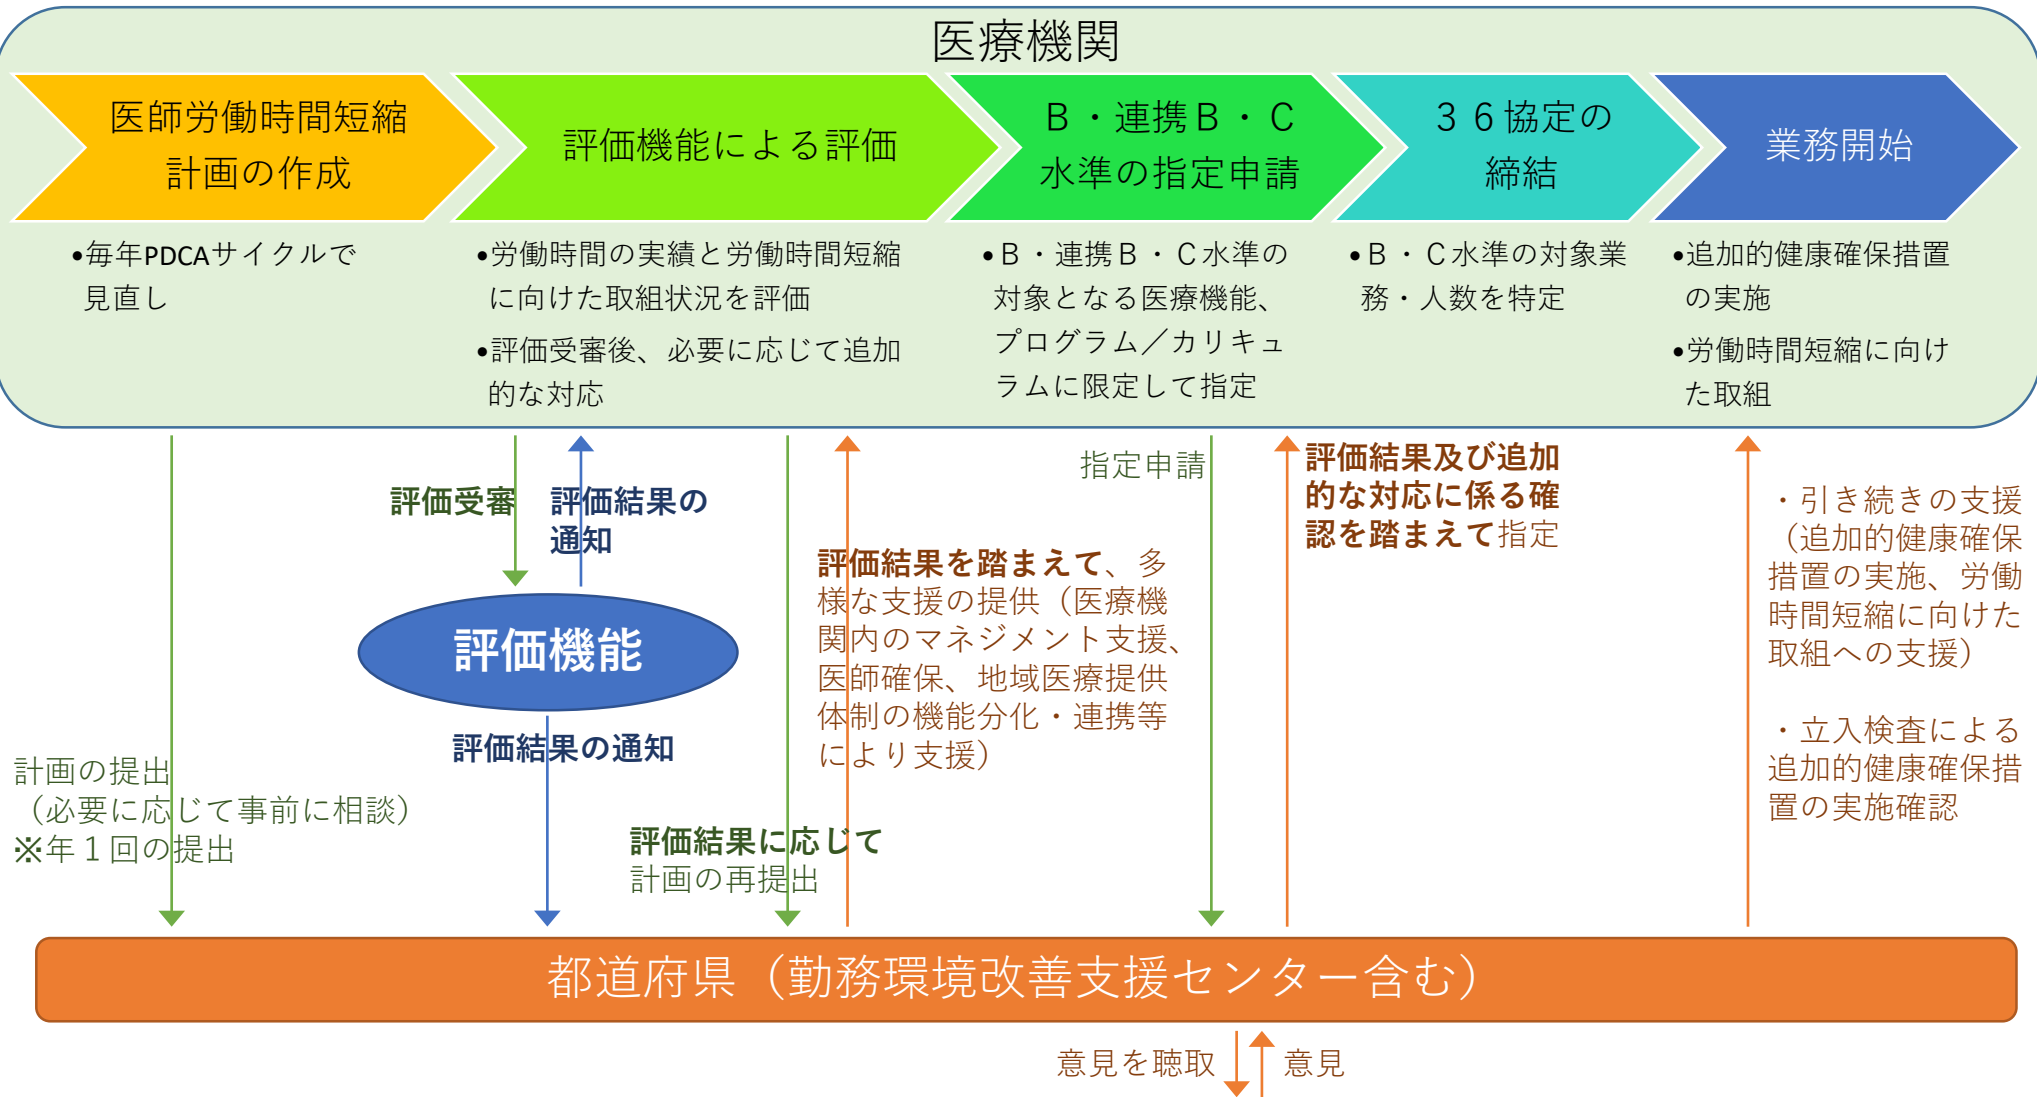 医療機関
医師労働時間短縮
計画の作成
評価機能による評価
Ｂ・連携Ｂ・Ｃ
水準の指定申請
３６協定の
締結
業務開始
•毎年PDCAサイクルで
見直し
•労働時間の実績と労働時間短縮
に向けた取組状況を評価
•評価受審後、必要に応じて追加
的な対応
•Ｂ・連携Ｂ・Ｃ水準の
対象となる医療機能、
プログラム／カリキュ
ラムに限定して指定
•Ｂ・Ｃ水準の対象業
務・人数を特定
•追加的健康確保措置
の実施
•労働時間短縮に向け
た取組
評価受審
評価結果の
通知
評価機能
評価結果の通知
計画の提出
（必要に応じて事前に相談）
※年１回の提出
評価結果に応じて
計画の再提出
評価結果を踏まえて、多
様な支援の提供（医療機
関内のマネジメント支援、
医師確保、地域医療提供
体制の機能分化・連携等
により支援）
指定申請
評価結果及び追加
的な対応に係る確
認を踏まえて指定
・引き続きの支援
（追加的健康確保
措置の実施、労働
時間短縮に向けた
取組への支援）
・立入検査による
追加的健康確保措
置の実施確認
都道府県（勤務環境改善支援センター含む）
意見を聴取
意見